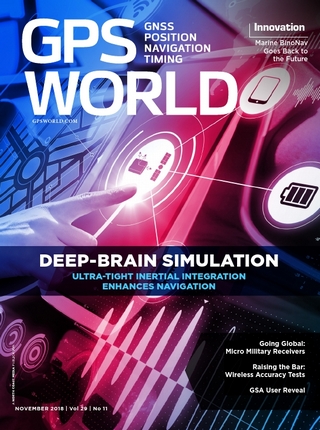 GPS
WORLD
GNSS
POSITION
NAVIGATION
TIMING
GPSWORLD.COM
Innovation
Marine BinoNav
Goes Back to
the Future
DEEP-BRAIN SIMULATION
ULTRA-TIGHT INERTIAL INTEGRATION
ENHANCES NAVIGATION
Going Global:
Micro Military Receivers
Raising the Bar:
Wireless Accuracy Tests
GSA User Reveal
NOVEMBER 2018 | Vol 29 | No 11